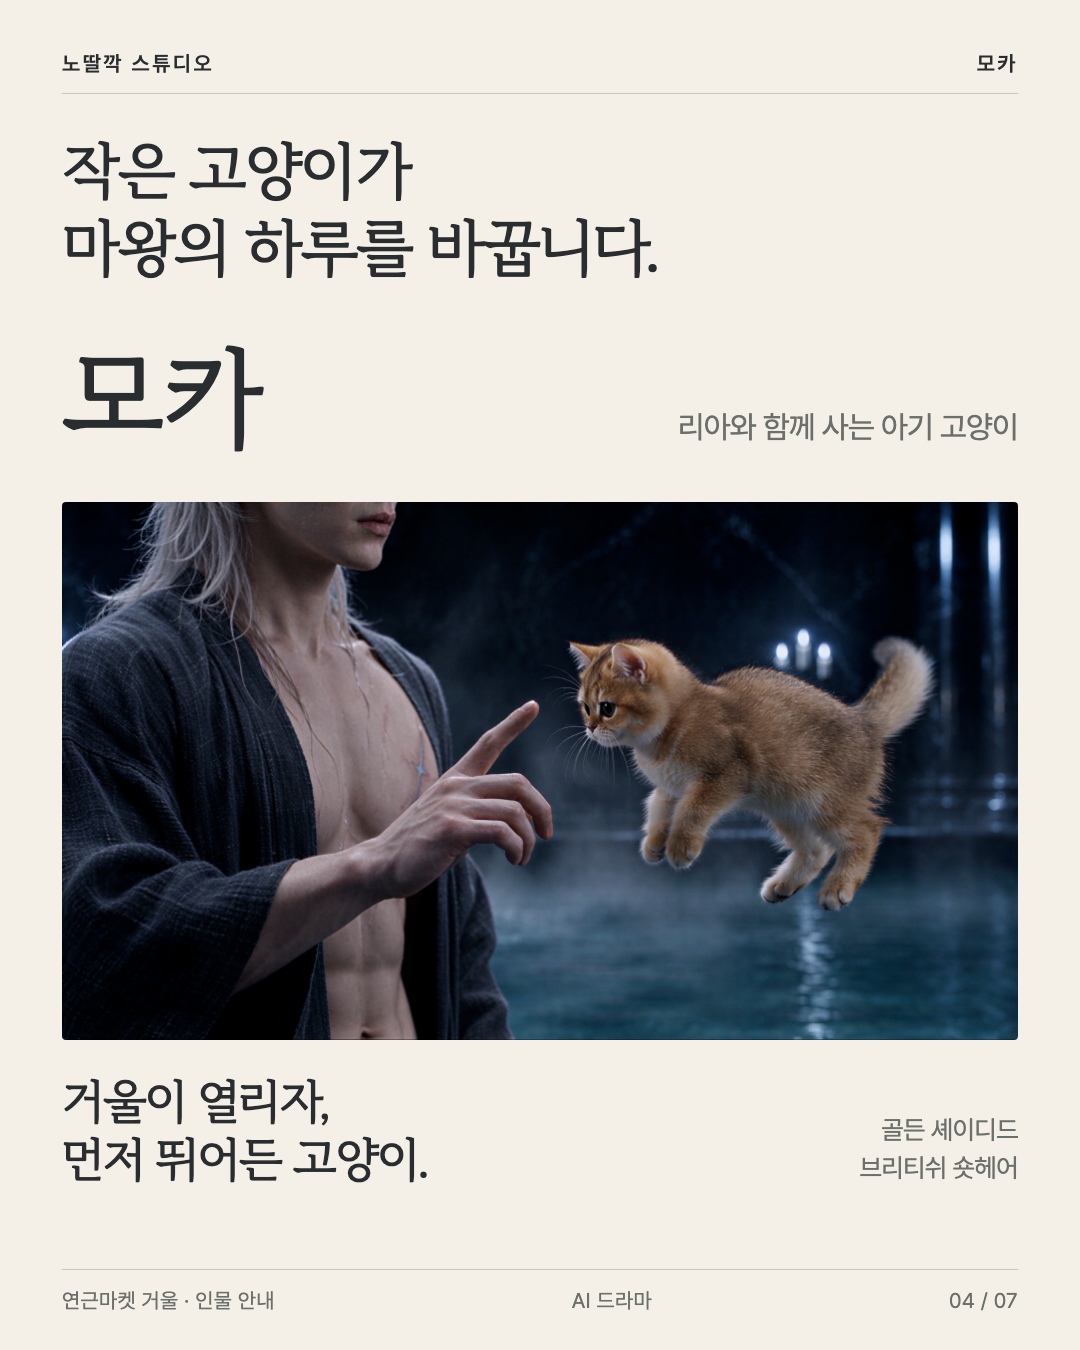 노딸깍 스튜디오
모카
작은 고양이가
마왕의 하루를 바꿉니다.
모카
리아와 함께 사는 아기 고양이
거울이 열리자,
먼저 뛰어든 고양이.
골든 셰이디드
브리티쉬 숏헤어
연근마켓 거울 · 인물 안내
AI 드라마
04 / 07